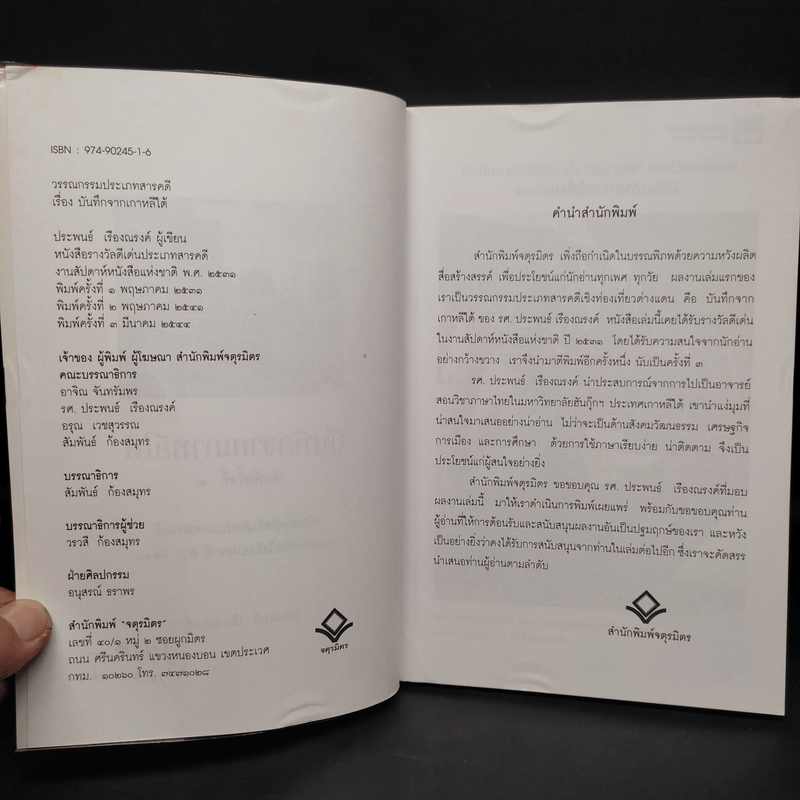 ISBN : 974-90245-1-6
วรรณกรรมประเภทสารคดี
เรื่อง บันทึกจากเกาหลีใต้
ประพนธ์ เรืองณรงค์ ผู้เขียน
หนังสือรางวัลดีเด่นประเภทสารคดี
งานสัปดาห์หนังสือแห่งชาติ พ.ศ. ๒๕๓๑
พิมพ์ครั้งที่ ๑ พฤษภาคม ๒๕๓๑
พิมพ์ครั้งที่ ๒ พฤษภาคม ๒๕๔๑
พิมพ์ครั้งที่ ๓ มีนาคม ๒๕๔๔
เจ้าของ ผู้พิมพ์ ผู้โฆษณา สำนักพิมพ์จตุรมิตร
คณะบรรณาธิการ
อาจิณ จันทรัมพร
รศ. ประพนธ์ เรืองณรงค์
อรุณ เวชสุวรรณ
สัมพันธ์ ก้องสมุทร
บรรณาธิการ
สัมพันธ์ ก้องสมุทร
บรรณาธิการผู้ช่วย
วรวสี ก้องสมุทร
ฝ่ายศิลปกรรม
อนุสรณ์ ธราพร
สำนักพิมพ์ "จตุรมิตร"
เลขที่ ๔๐/๑ หมู่ ๒ ซอยผูกมิตร
ถนน ศรีนครินทร์ แขวงหนองบอน เขตประเวศ
กทม. ๑๐๒๖๐ โทร. ๗๔๗๑๐๒๘
จตุรมิตร
คำนำสำนักพิมพ์
สำนักพิมพ์จตุรมิตร เพิ่งถือกำเนิดในบรรณพิภพด้วยความหวังผลิต
สื่อสร้างสรรค์ เพื่อประโยชน์แก่นักอ่านทุกเพศ ทุกวัย ผลงานเล่มแรกของ
เราเป็นวรรณกรรมประเภทสารคดีเชิงท่องเที่ยวต่างแดน คือ บันทึกจาก
เกาหลีใต้ ของ รศ. ประพนธ์ เรืองณรงค์ หนังสือเล่มนี้เคยได้รับรางวัลดีเด่น
ในงานสัปดาห์หนังสือแห่งชาติ ปี ๒๕๓๑ โดยได้รับความสนใจจากนักอ่าน
อย่างกว้างขวาง เราจึงนำมาตีพิมพ์อีกครั้งหนึ่ง นับเป็นครั้งที่ ๓
รศ. ประพนธ์ เรืองณรงค์ นำประสบการณ์จากการไปเป็นอาจารย์
สอนวิชาภาษาไทยในมหาวิทยาลัยฮันกุ๊กฯ ประเทศเกาหลีใต้ เขานำแง่มุมที่
น่าสนใจมาเสนออย่างน่าอ่าน ไม่ว่าจะเป็นด้านสังคมวัฒนธรรม เศรษฐกิจ
การเมือง และการศึกษา ด้วยการใช้ภาษาเรียบง่าย น่าติดตาม จึงเป็น
ประโยชน์แก่ผู้สนใจอย่างยิ่ง
สำนักพิมพ์จตุรมิตร ขอขอบคุณ รศ. ประพนธ์ เรืองณรงค์ที่มอบ
ผลงานเล่มนี้ มาให้เราดำเนินการพิมพ์เผยแพร่ พร้อมกับขอขอบคุณท่าน
ผู้อ่านที่ให้การต้อนรับและสนับสนุนผลงานอันเป็นปฐมฤกษ์ของเรา และหวัง
เป็นอย่างยิ่งว่าคงได้รับการสนับสนุนจากท่านในเล่มต่อไปอีก ซึ่งเราจะคัดสรร
นำเสนอท่านผู้อ่านตามลำดับ
สำนักพิมพ์จตุรมิตร